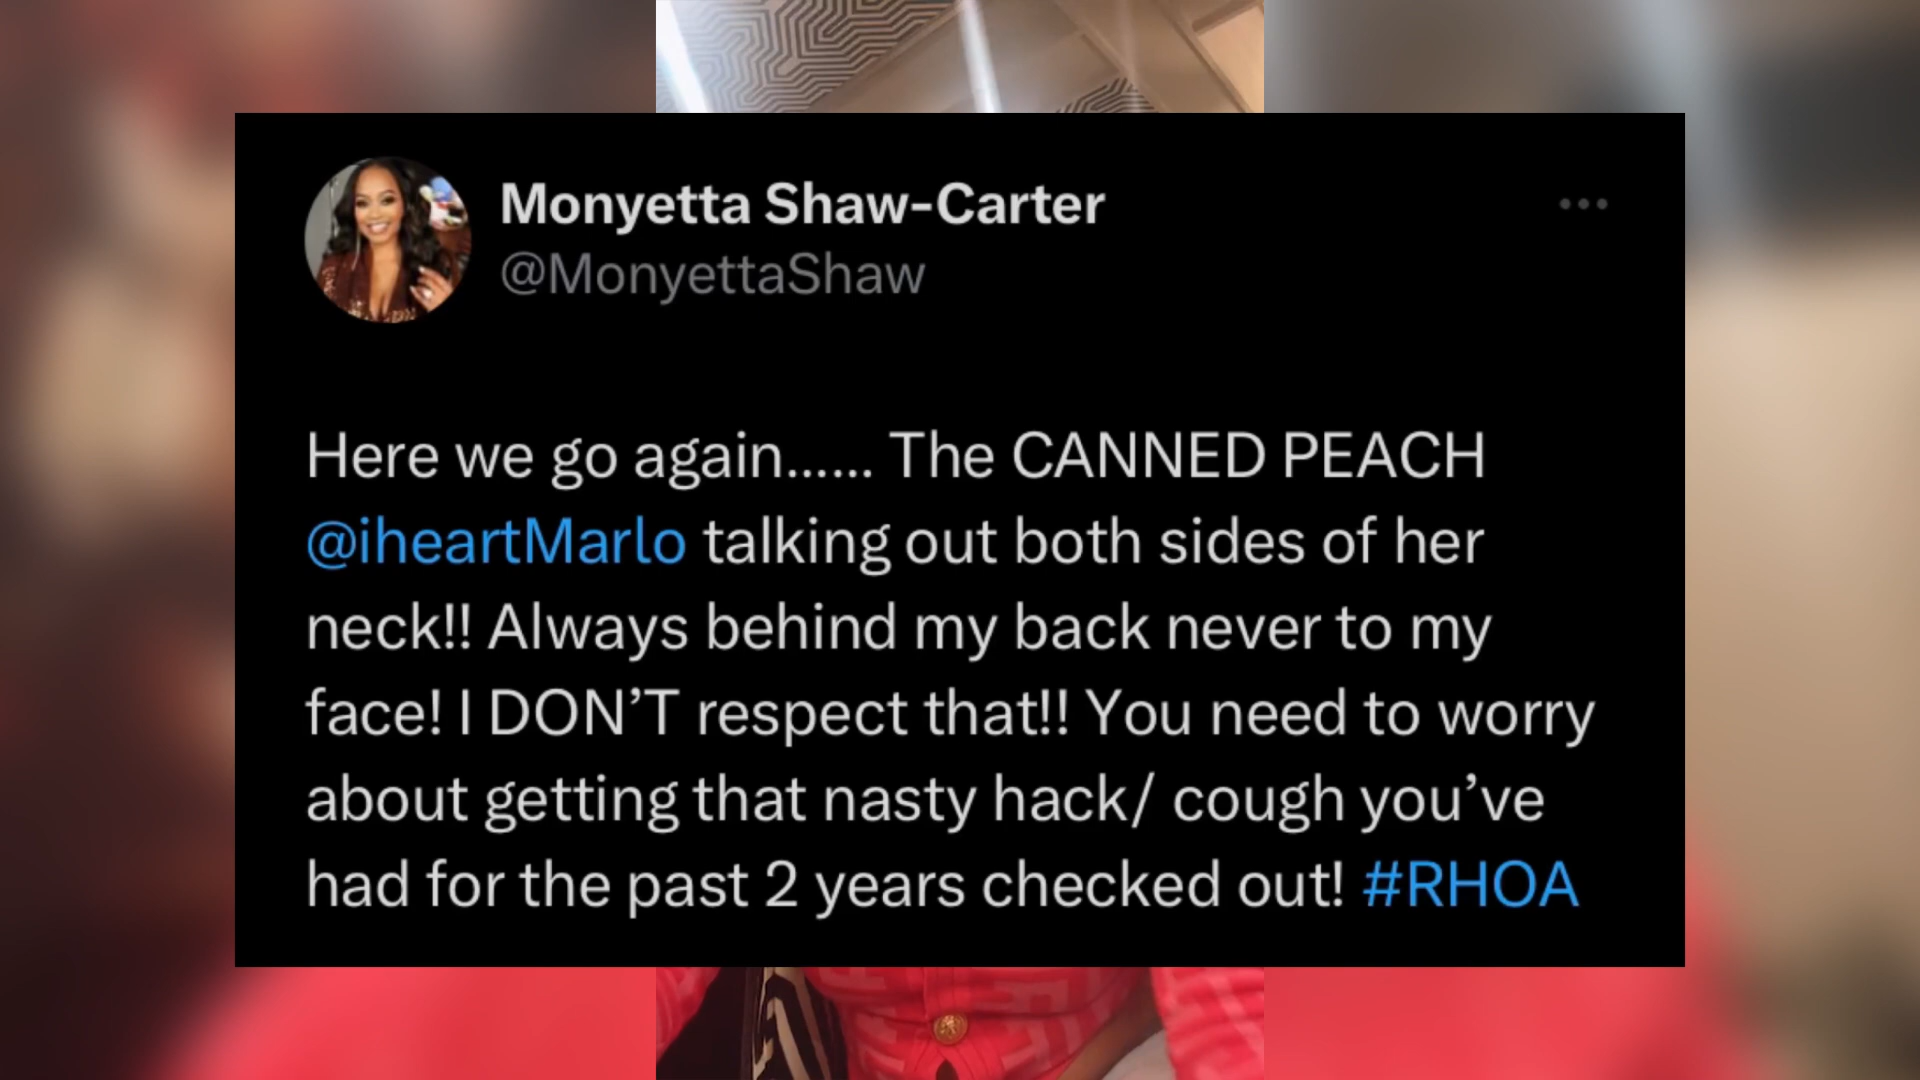 Monyetta Shaw-Carter
@MonyettaShaw
Here we go again...... The CANNED PEACH
@iheartMarlo talking out both sides of her
neck!! Always behind my back never to my
face! I DON’T respect that!! You need to worry
about getting that nasty hack/ cough you’ve
had for the past 2 years checked out! #RHOA